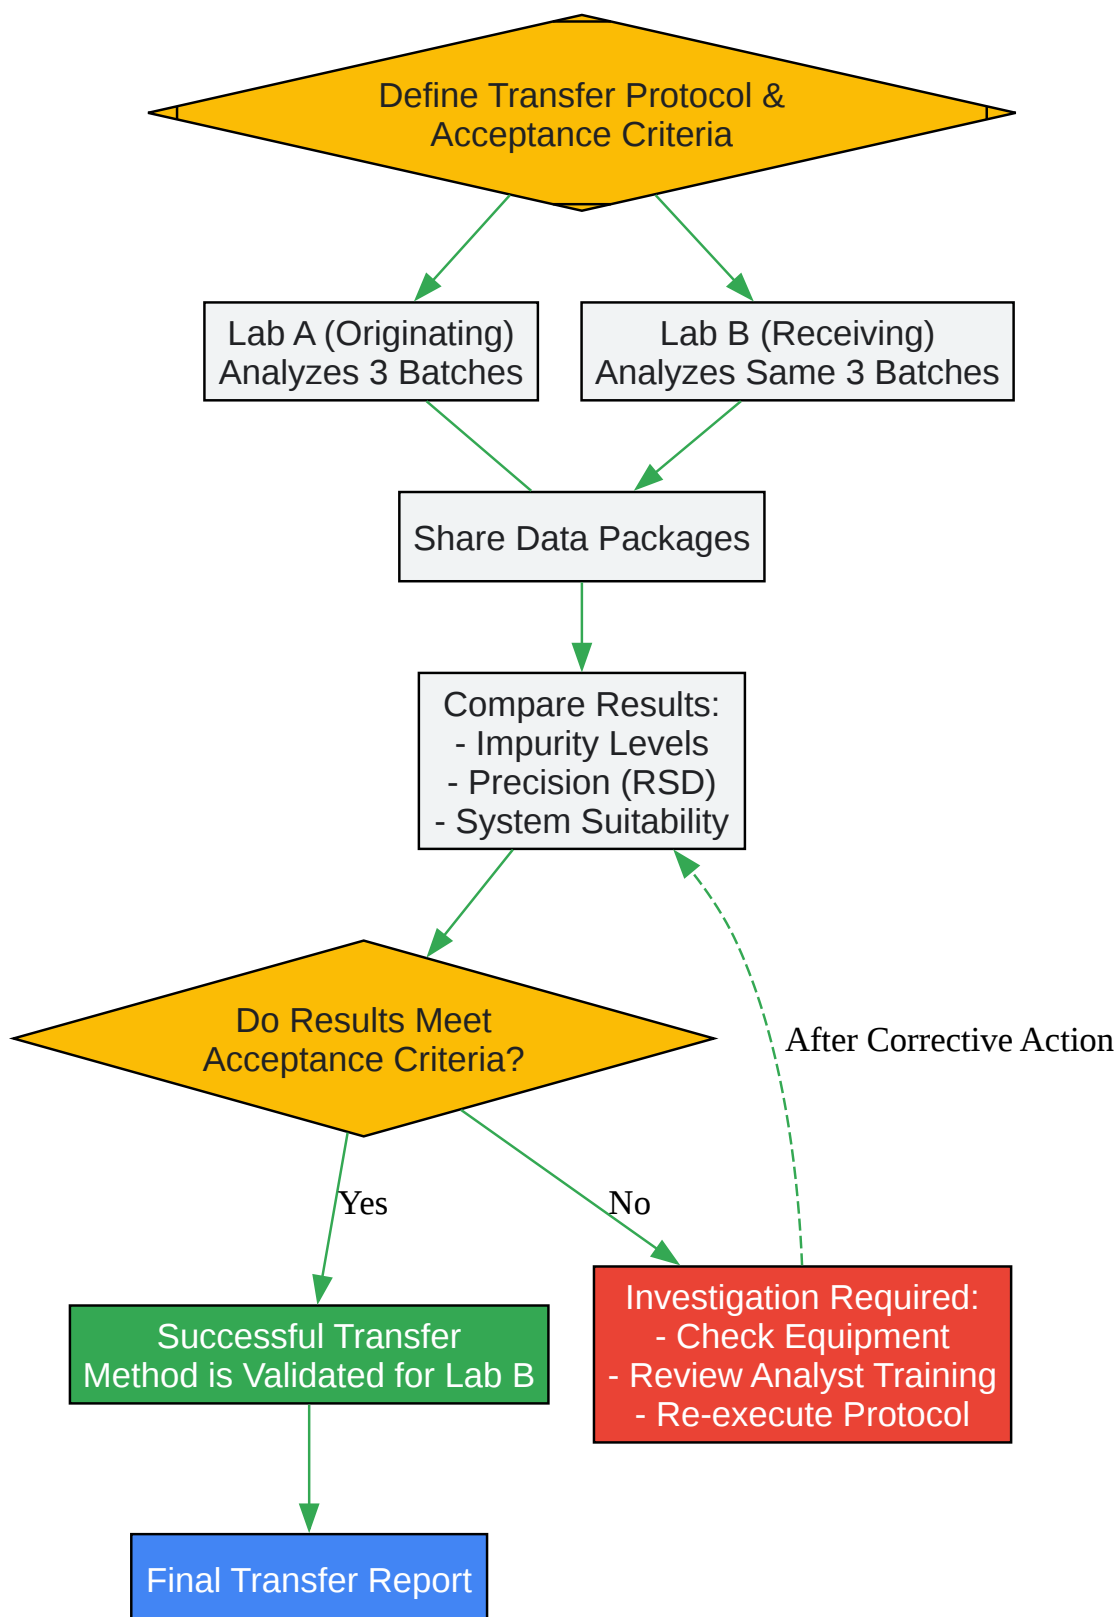 Define Transfer Protocol &
Acceptance Criteria
Lab A (Originating)
Analyzes 3 Batches
Lab B (Receiving)
Analyzes Same 3 Batches
Share Data Packages
Compare Results:
- Impurity Levels
- Precision (RSD)
- System Suitability
Do Results Meet
Acceptance Criteria?
After Corrective Action
Yes
No
Successful Transfer
Method is Validated for Lab B
Investigation Required:
- Check Equipment
- Review Analyst Training
- Re-execute Protocol
Final Transfer Report